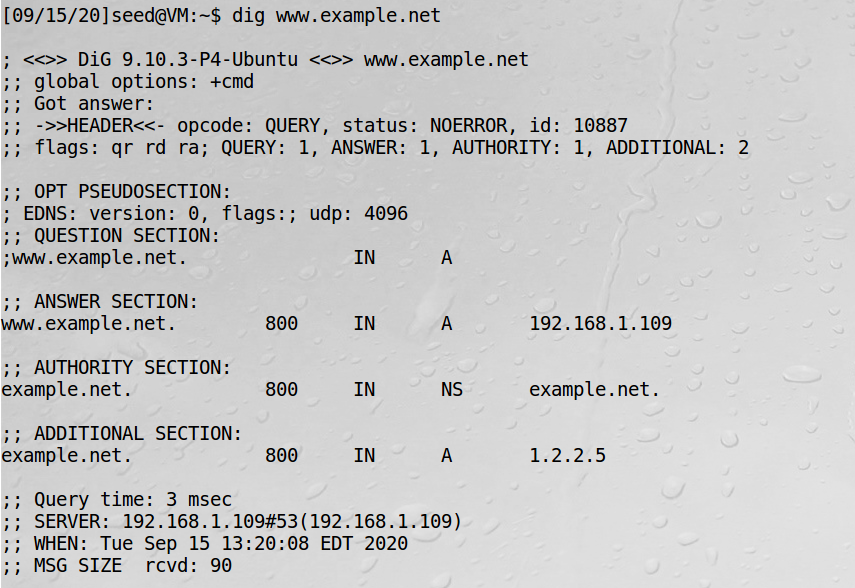 [09/15/20]seed@VM:~$ dig www.example.net
; <<>> DiG 9.10.3-P4-Ubuntu <<>> www.example.net
;; global options: +cmd
;; Got answer:
;; ->>HEADER<<- opcode: QUERY, status: NOERROR, id: 10887
;; flags: qr rd ra; QUERY: 1, ANSWER: 1, AUTHORITY: 1, ADDITIONAL: 2
;; OPT PSEUDOSECTION:
; EDNS: version: 0, flags:; udp: 4096
;; QUESTION SECTION:
;www.example.net. IN A
;; ANSWER SECTION:
www.example.net. 800 IN A 192.168.1.109
;; AUTHORITY SECTION:
example.net. 800 IN NS example.net.
;; ADDITIONAL SECTION:
example.net. 800 IN A 1.2.2.5
;; Query time: 3 msec
;; SERVER: 192.168.1.109#53(192.168.1.109)
;; WHEN: Tue Sep 15 13:20:08 EDT 2020
;; MSG SIZE rcvd: 90